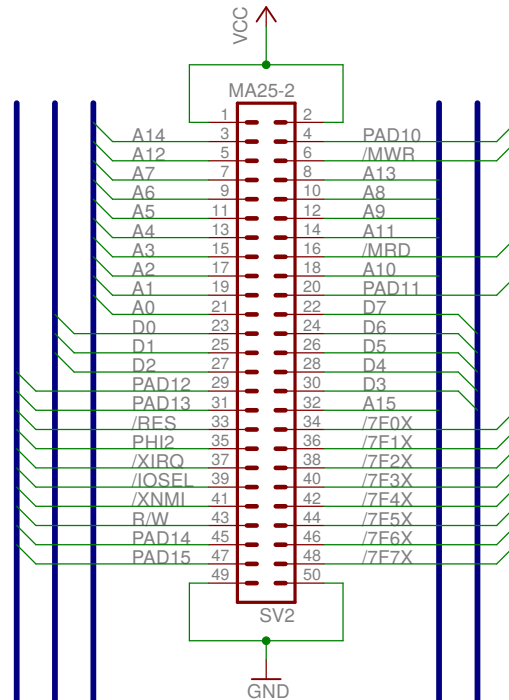 VCC
MA25-2
1 2
A14 3 4 PAD10
A12 5 6 /MWR
A7 7 8 A13
A6 9 10 A8
A5 11 12 A9
A4 13 14 A11
A3 15 16 /MRD
A2 17 18 A10
A1 19 20 PAD11
A0 21 22 D7
D0 23 24 D6
D1 25 26 D5
D2 27 28 D4
PAD12 29 30 D3
PAD13 31 32 A15
/RES 33 34 /7F0X
PHI2 35 36 /7F1X
/XIRQ 37 38 /7F2X
/IOSEL 39 40 /7F3X
/XNMI 41 42 /7F4X
R/W 43 44 /7F5X
PAD14 45 46 /7F6X
PAD15 47 48 /7F7X
49 50
SV2
GND